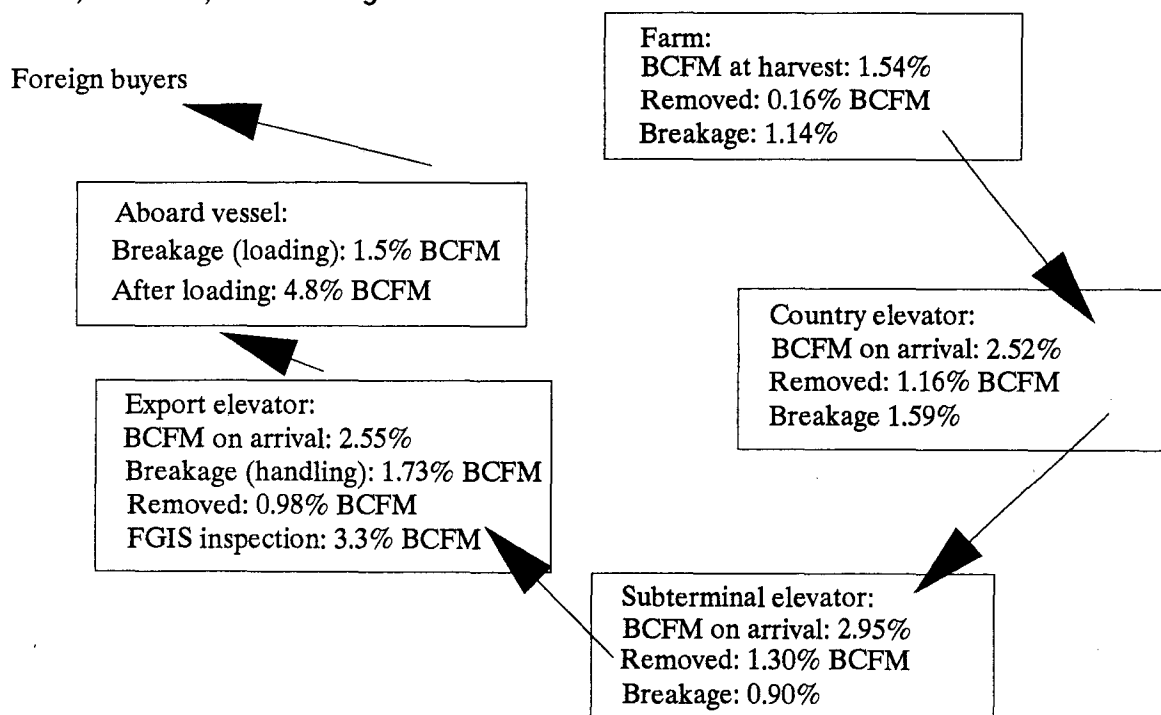 Farm:
BCFM at harvest: 1.54%
Removed: 0.16% BCFM
Breakage: 1.14%
Country elevator:
BCFM on arrival: 2.52%
Removed: 1.16% BCFM
Breakage 1.59%
Subterminal elevator:
BCFM on arrival: 2.95%
Removed: 1.30% BCFM
Breakage: 0.90%
Export elevator:
BCFM on arrival: 2.55%
Breakage (handling): 1.73% BCFM
Removed: 0.98% BCFM
FGIS inspection: 3.3% BCFM
Aboard vessel:
Breakage (loading): 1.5% BCFM
After loading: 4.8% BCFM
Foreign buyers